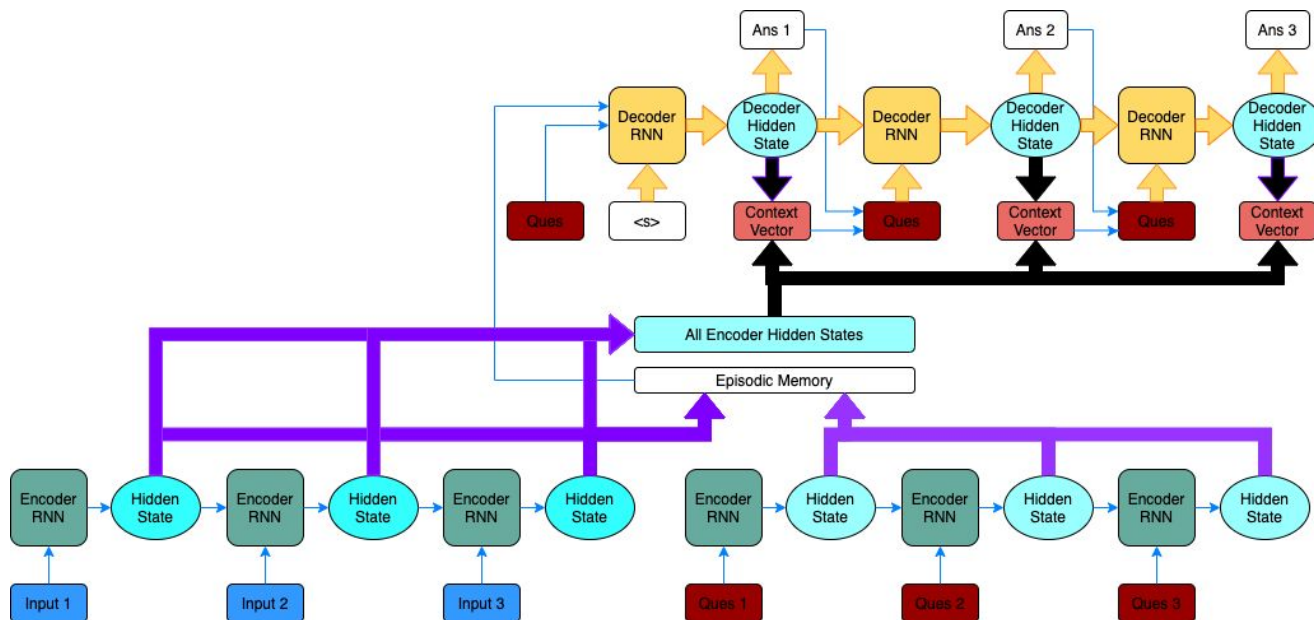 Ans 1
Ans 2
Ans 3
Decoder
RNN
Decoder
Hidden
State
Decoder
RNN
Decoder
Hidden
State
Decoder
RNN
Decoder
Hidden
State
Ques
<s>
Context
Vector
Ques
Context
Vector
Ques
Context
Vector
All Encoder Hidden States
Episodic Memory
Encoder
RNN
Hidden
State
Encoder
RNN
Hidden
State
Encoder
RNN
Hidden
State
Encoder
RNN
Hidden
State
Encoder
RNN
Hidden
State
Encoder
RNN
Hidden
State
Input 1
Input 2
Input 3
Ques 1
Ques 2
Ques 3